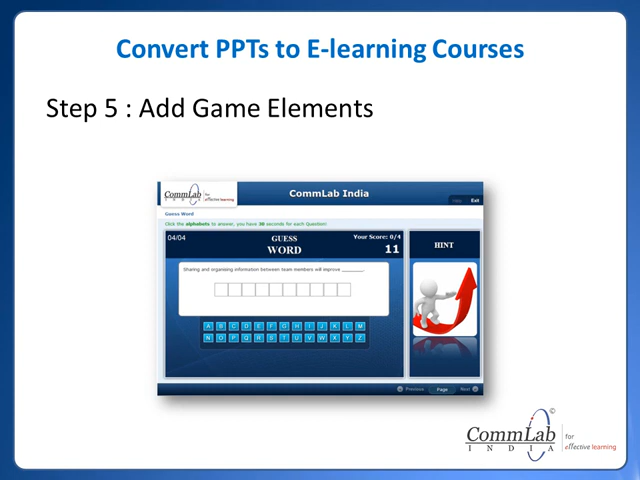 Convert PPTs to E-learning Courses
Step 5 : Add Game Elements
CommLab
INDIA
for
effective learning
CommLab India
Help Exit
Guess Word
Click the alphabets to answer, you have 30 seconds for each Question:
04/04
GUESS
WORD
Your Score: 0/4
11
HINT
Sharing and organising information between team members will improve ________.
A B C D E F G H I J K L M
N O P Q R S T U V W X Y Z
Previous Page Next
©
CommLab
INDIA
for
effective learning